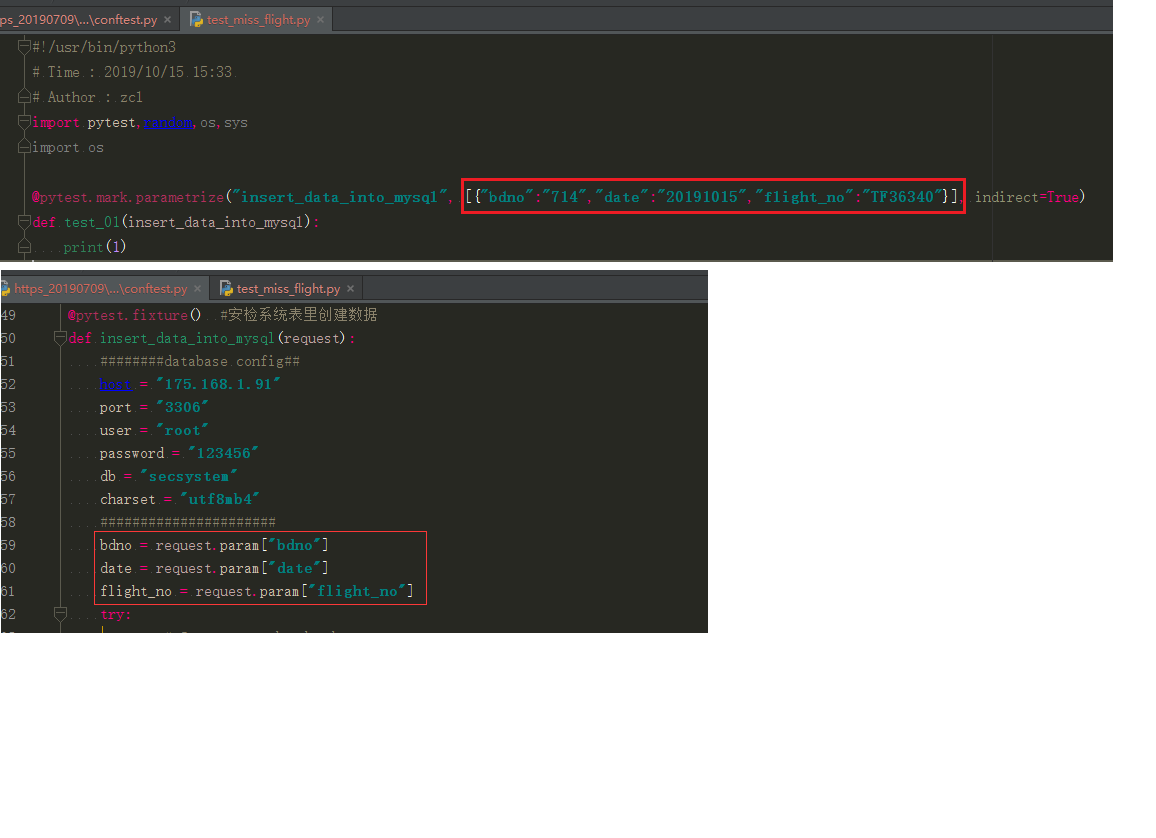 ps_20190709\...\conftest.py × test_miss_flight.py ×
#!/usr/bin/python3
# Time : 2019/10/15 15:33
# Author : zcl
import pytest,random,os,sys
import os
@pytest.mark.parametrize("insert_data_into_mysql", [{"bdno":"714","date":"20191015","flight_no":"TF36340"}], indirect=True)
def test_01(insert_data_into_mysql):
print(1)
https_20190709\...\conftest.py × test_miss_flight.py ×
49 @pytest.fixture() #安检系统表里创建数据
50 def insert_data_into_mysql(request):
51 ########database config##
52 host = "175.168.1.91"
53 port = "3306"
54 user = "root"
55 password = "123456"
56 db = "secsystem"
57 charset = "utf8mb4"
58 ######################
59 bdno = request.param["bdno"]
60 date = request.param["date"]
61 flight_no = request.param["flight_no"]
62 try: